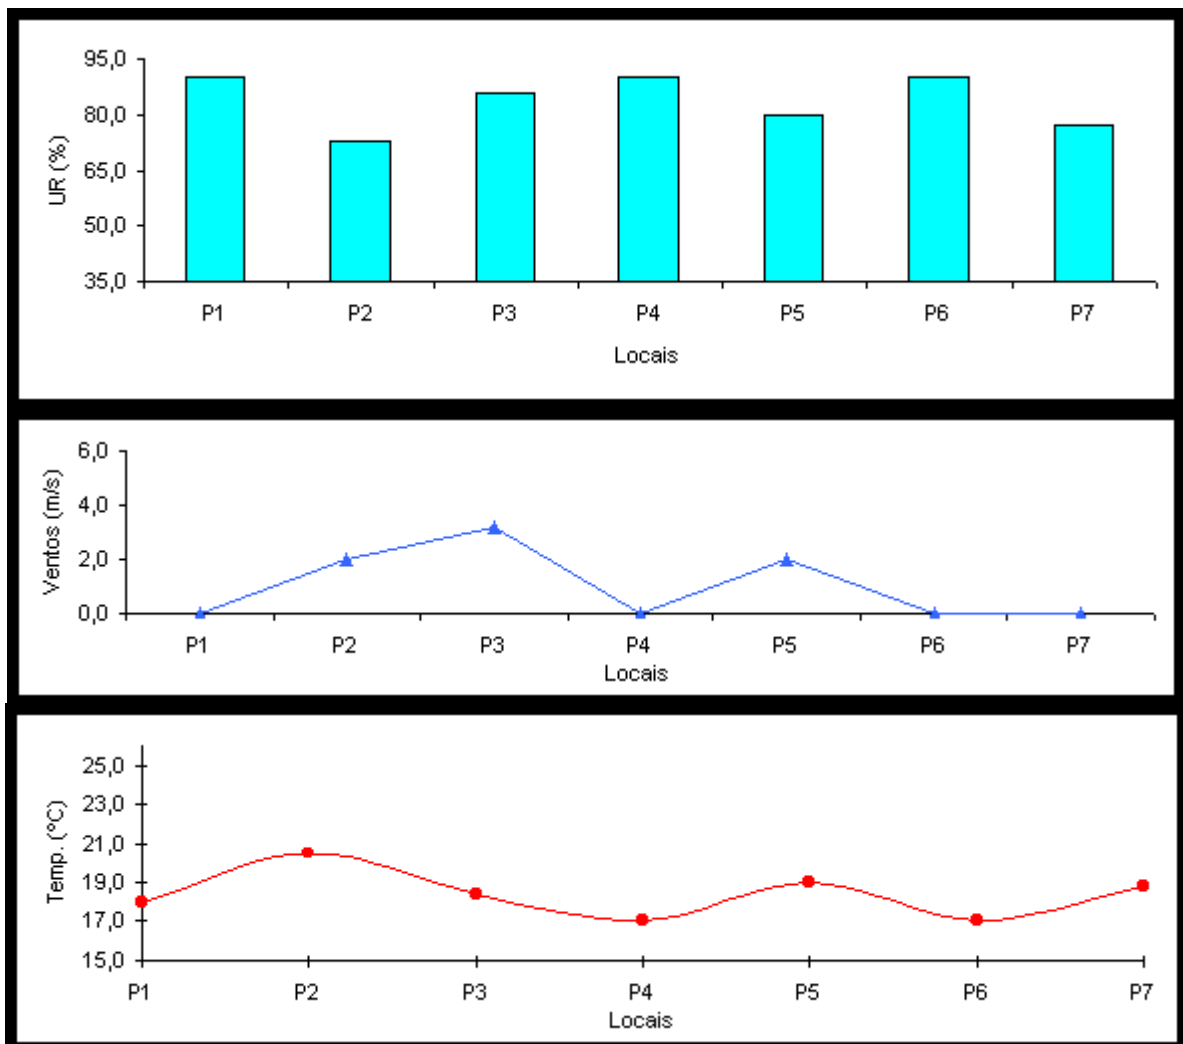 95,0
80,0
65,0
50,0
35,0
UR (%)
P1 P2 P3 P4 P5 P6 P7
Locais
6,0
4,0
2,0
0,0
Ventos (m/s)
P1 P2 P3 P4 P5 P6 P7
Locais
25,0
23,0
21,0
19,0
17,0
15,0
Temp. (°C)
P1 P2 P3 P4 P5 P6 P7
Locais